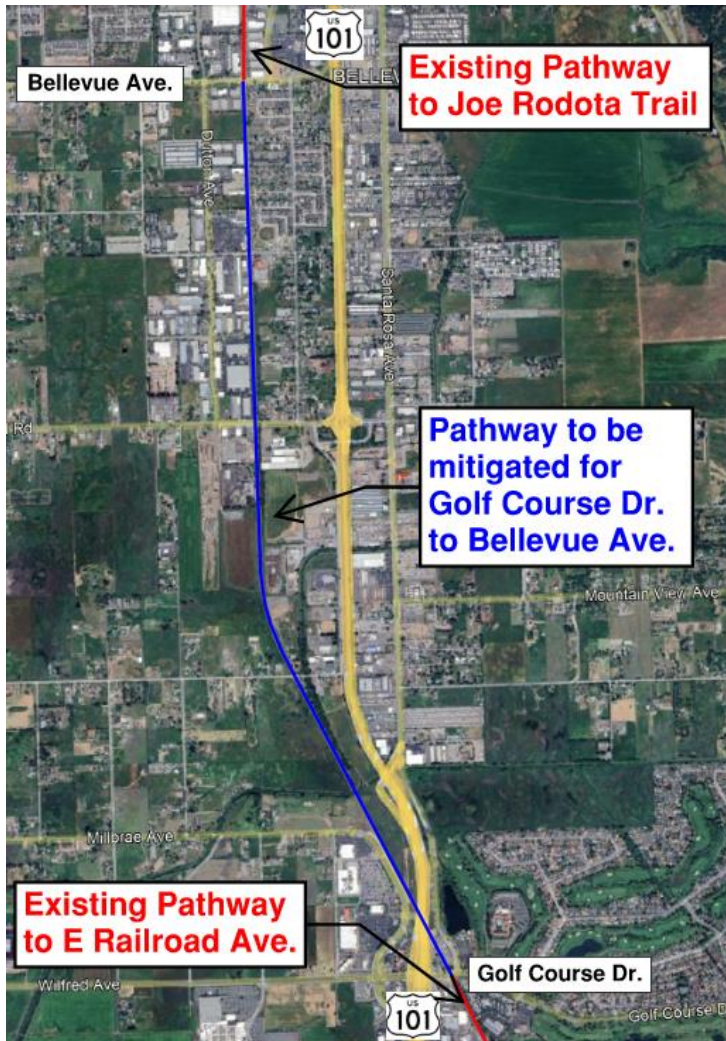 US
101
Existing Pathway
to Joe Rodota Trail
BELLEV
Bellevue Ave.
Dutton Ave
Santa Rosa Ave
Rd
Pathway to be
mitigated for
Golf Course Dr.
to Bellevue Ave.
Mountain View Ave
Millbrae Ave
Existing Pathway
to E Railroad Ave.
Golf Course Dr.
Wilfred Ave
US
101
Golf Course D